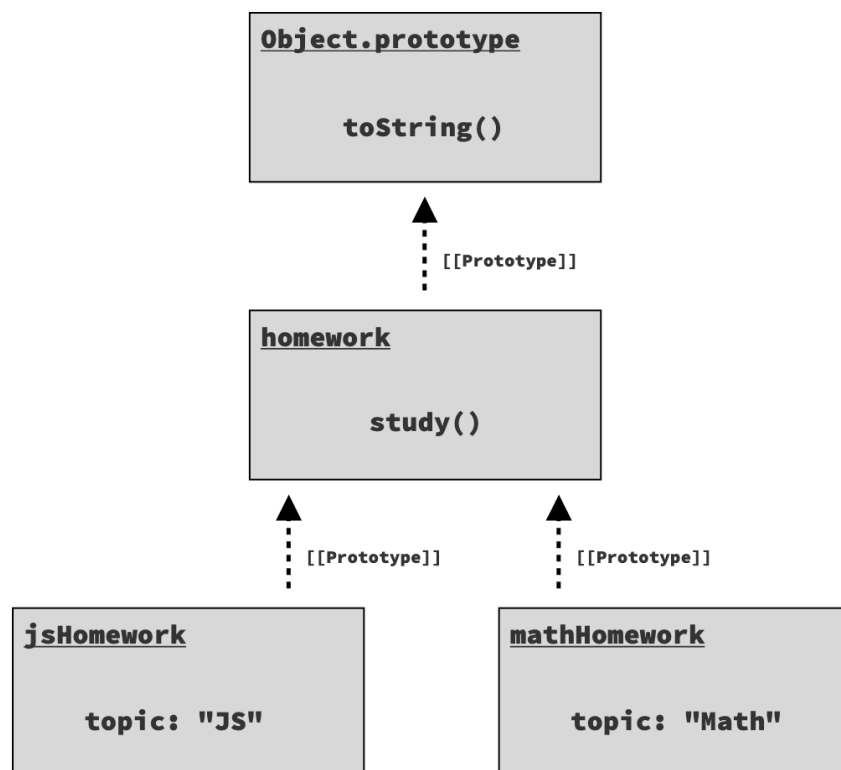 Object.prototype
toString()
[[Prototype]]
homework
study()
[[Prototype]]
[[Prototype]]
jsHomework
topic: "JS"
mathHomework
topic: "Math"